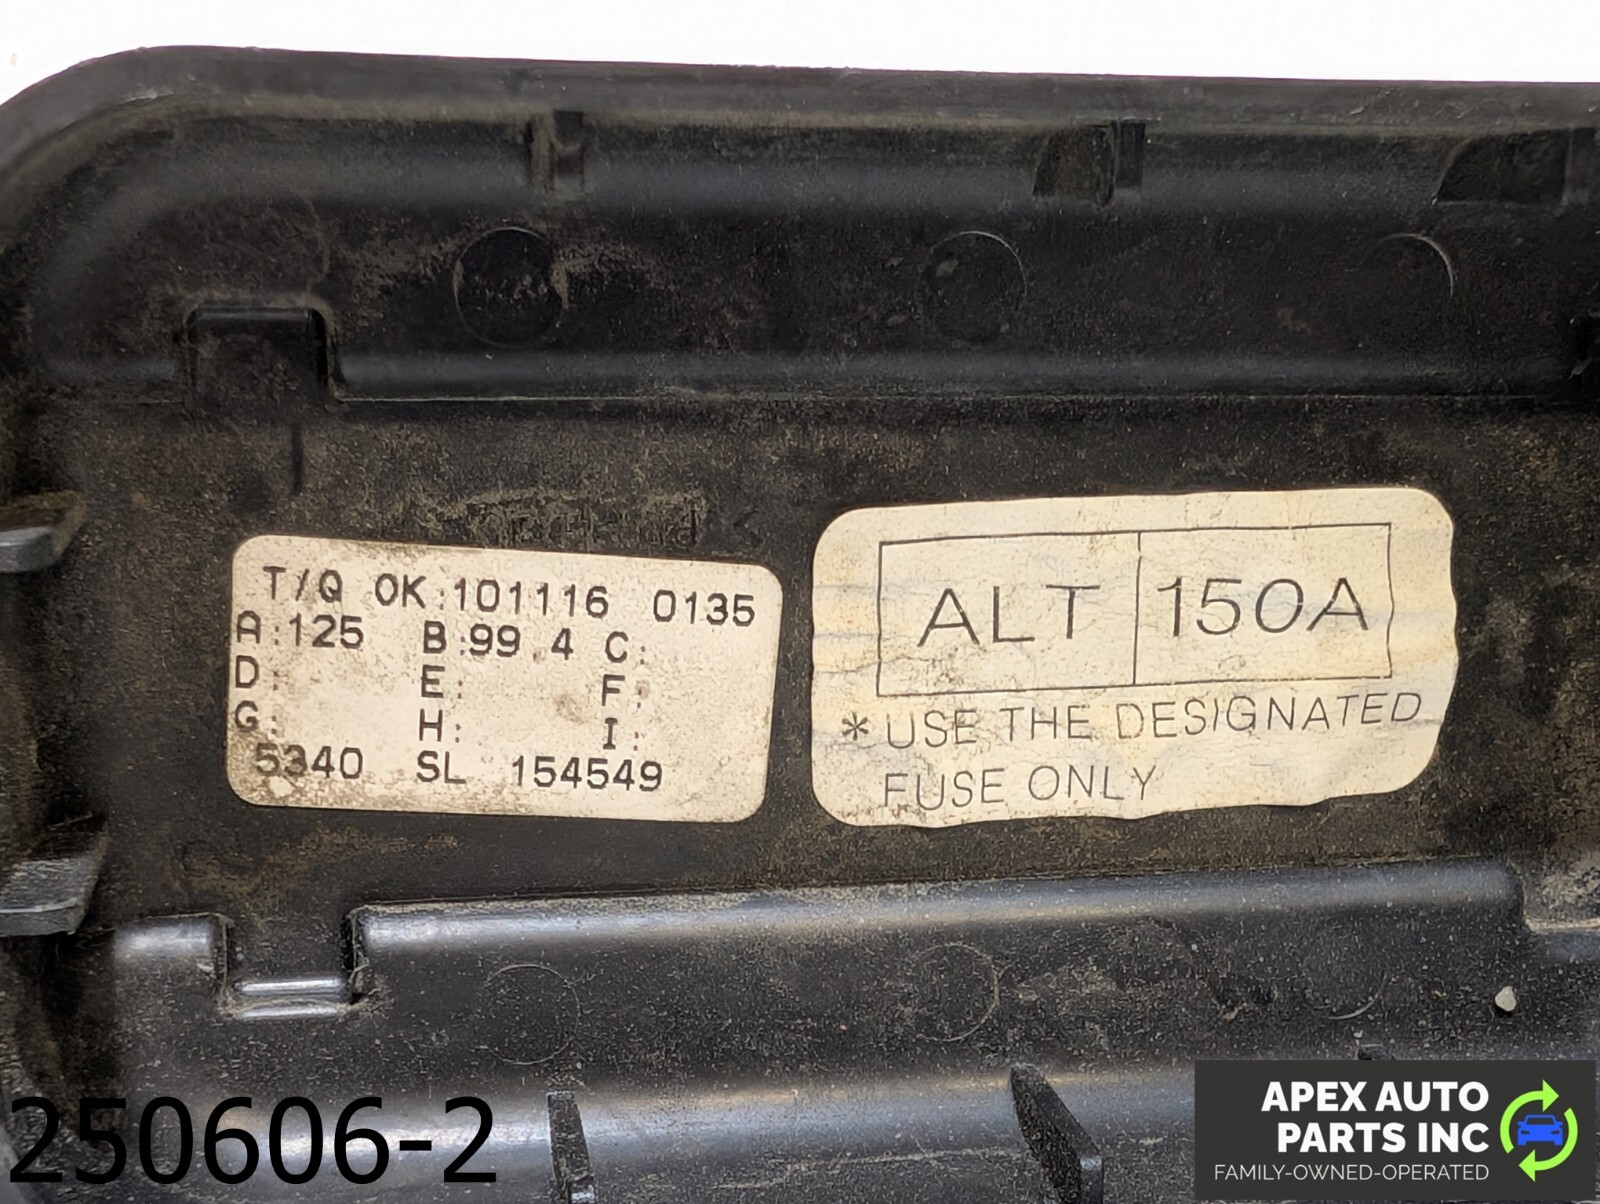 T/Q OK:101116 0135
A:125 B:99.4 C:
D: E: F:
G: H: I:
5340 SL 154549
ALT 150A
*USE THE DESIGNATED
FUSE ONLY
250606-2
APEX AUTO
PARTS INC
FAMILY-OWNED-OPERATED